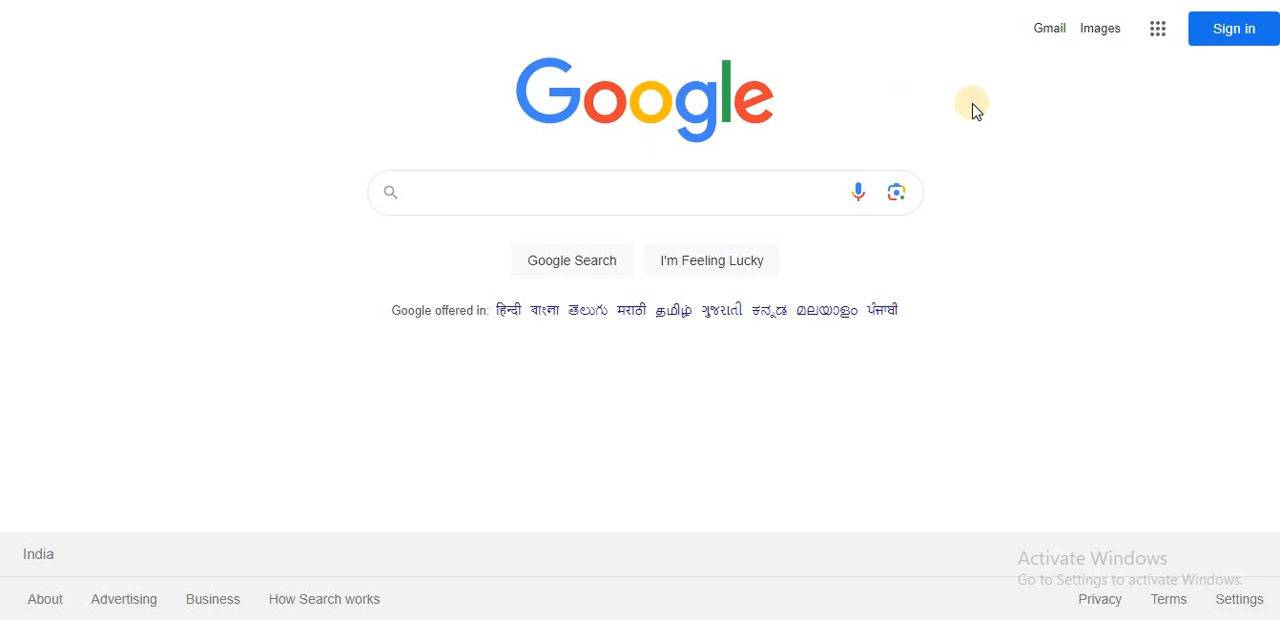 Gmail Images Sign in
Google
Google Search I'm Feeling Lucky
Google offered in: हिन्दी বাংলা తెలుగు मराठी தமிழ் ગુજરાતી ಕನ್ನಡ മലയാളം ਪੰਜਾਬੀ
India
Activate Windows
Go to Settings to activate Windows.
About Advertising Business How Search works Privacy Terms Settings